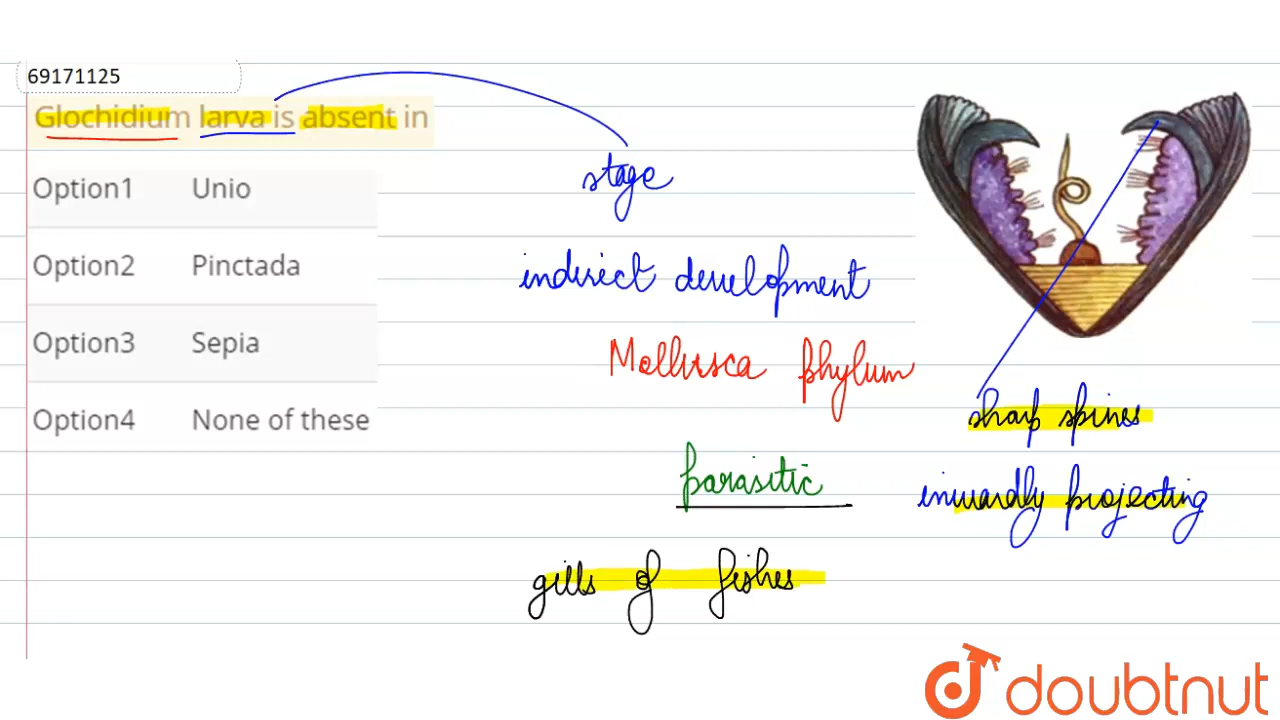 69171125
Glochidium larva is absent in
Option1 Unio
Option2 Pinctada
Option3 Sepia
Option4 None of these
stage
indirect development
Mollusca phylum
parasitic
gills of fishes
sharp spines
inwardly projecting
doubtnut